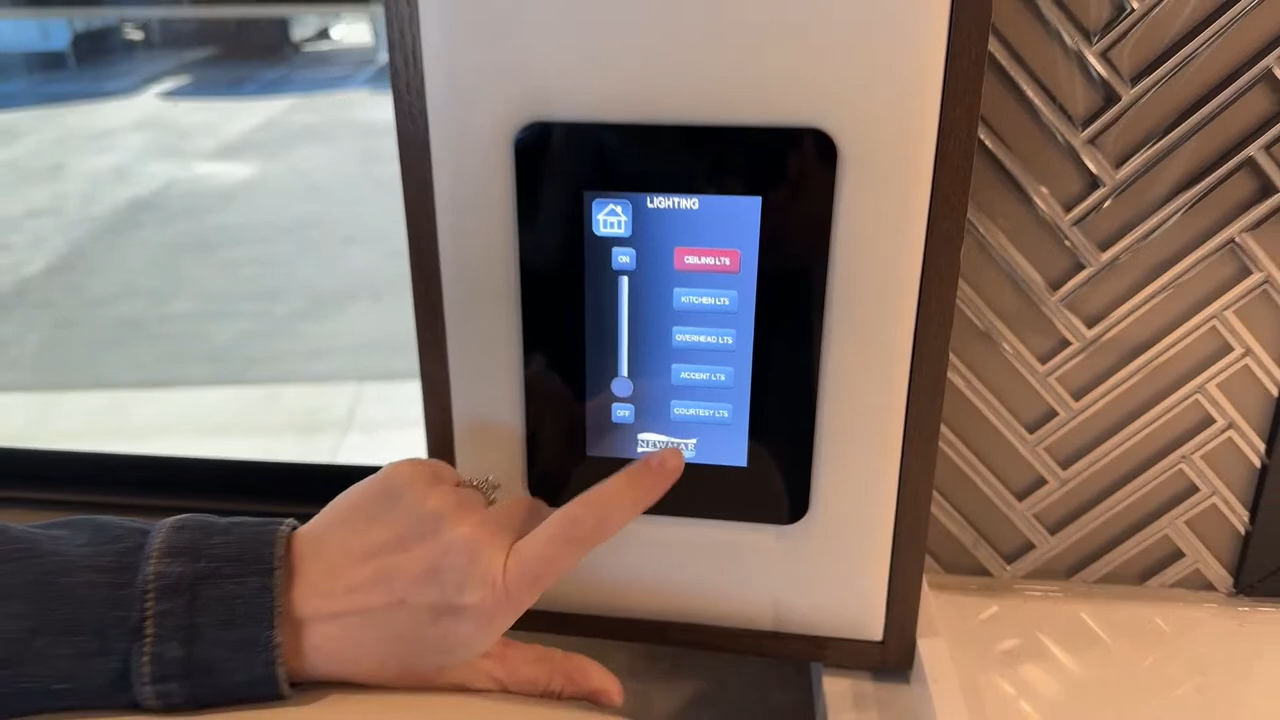 LIGHTING
ON
CEILING LTS
KITCHEN LTS
OVERHEAD LTS
ACCENT LTS
OFF
COURTESY LTS
NEWMAR